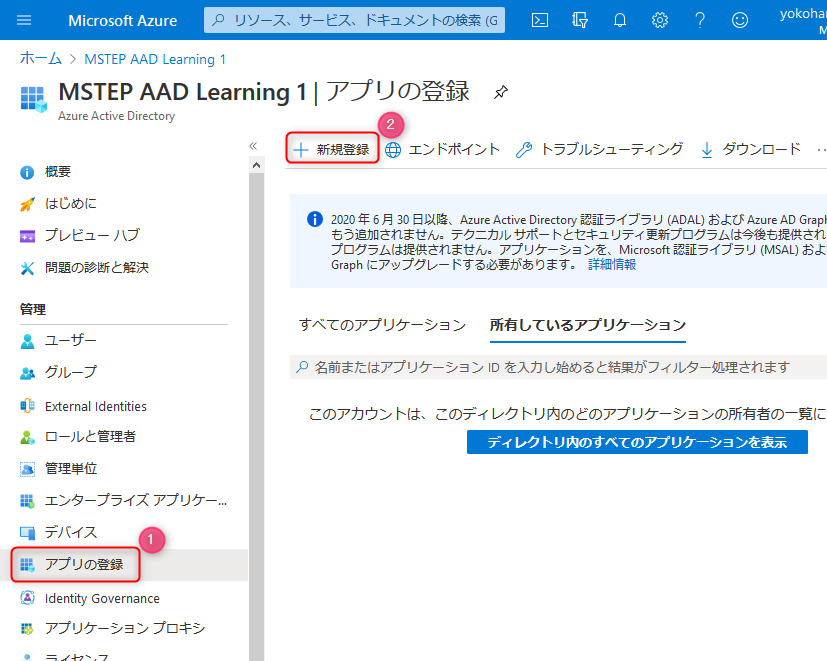 Microsoft Azure
リソース、サービス、ドキュメントの検索 (G
yokohar
M
ホーム > MSTEP AAD Learning 1
MSTEP AAD Learning 1 | アプリの登録
Azure Active Directory
2
新規登録
エンドポイント
トラブルシューティング
ダウンロード
概要
はじめに
プレビュー ハブ
問題の診断と解決
管理
ユーザー
グループ
External Identities
ロールと管理者
管理単位
エンタープライズ アプリケー...
デバイス
1
アプリの登録
Identity Governance
アプリケーション プロキシ
ライセンス
2020 年 6 月 30 日以降、Azure Active Directory 認証ライブラリ (ADAL) および Azure AD Graph
もう追加されません。テクニカル サポートとセキュリティ更新プログラムは今後も提供され
プログラムは提供されません。アプリケーションを、Microsoft 認証ライブラリ (MSAL) およ
Graph にアップグレードする必要があります。 詳細情報
すべてのアプリケーション
所有しているアプリケーション
名前またはアプリケーション ID を入力し始めると結果がフィルター処理されます
このアカウントは、このディレクトリ内のどのアプリケーションの所有者の一覧に
ディレクトリ内のすべてのアプリケーションを表示